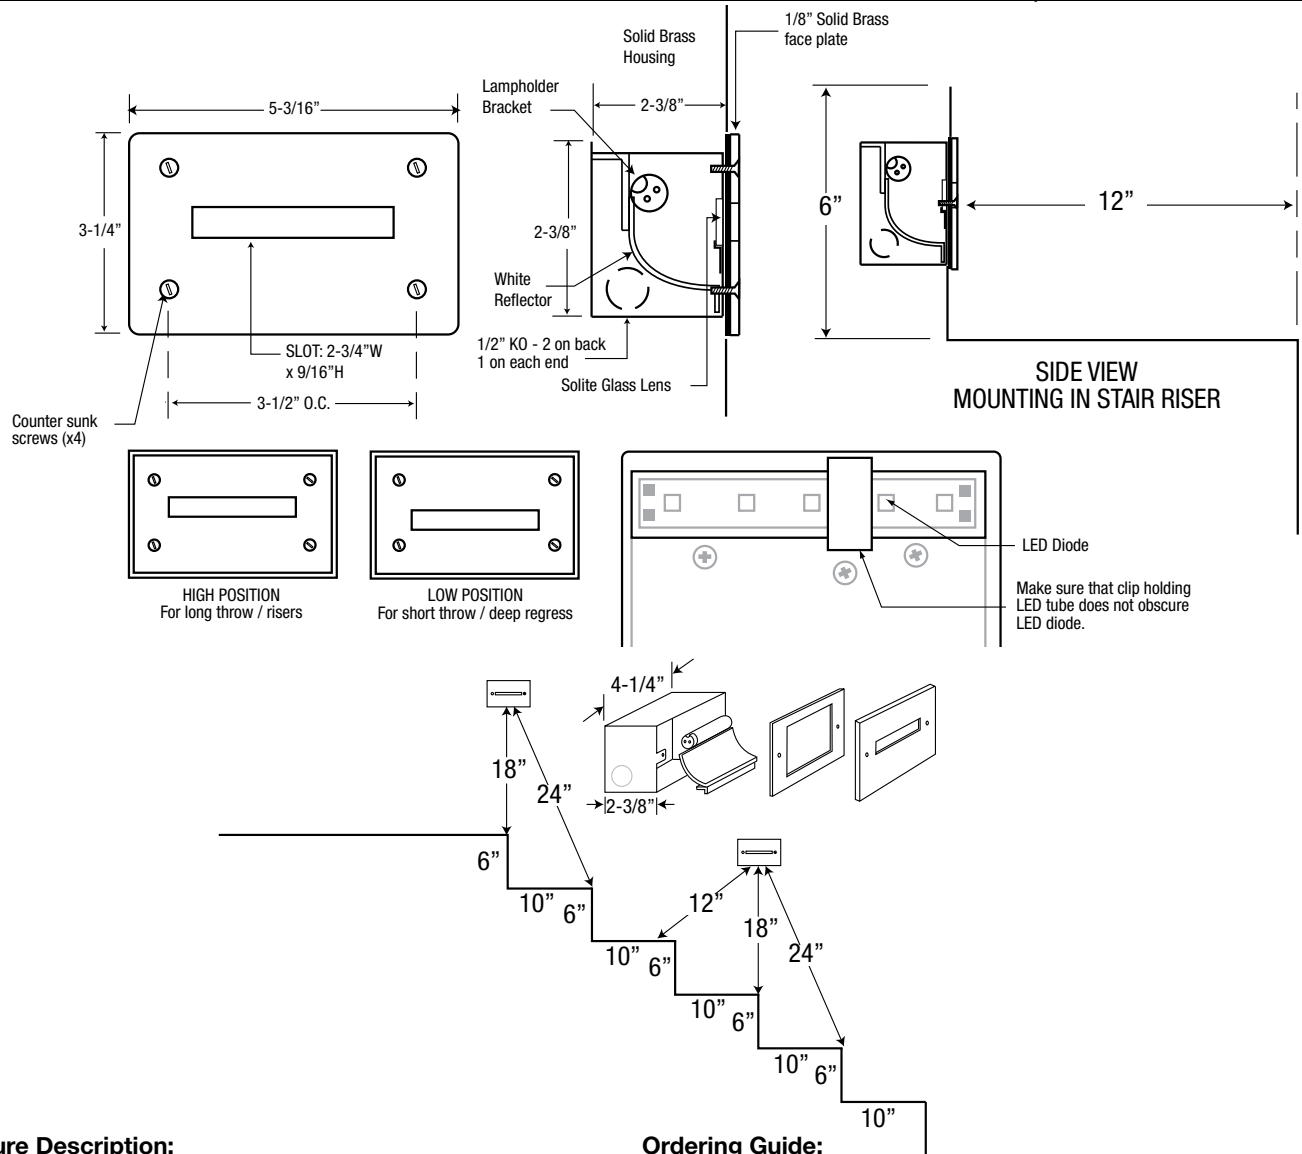 1/8” Solid Brass
face plate
Solid Brass
Housing
5-3/16”
Lampholder
Bracket
2-3/8”
3-1/4”
2-3/8”
6”
12”
White
Reflector
SLOT: 2-3/4”W
x 9/16”H
1/2” KO - 2 on back
1 on each end
Solite Glass Lens
SIDE VIEW
MOUNTING IN STAIR RISER
3-1/2” O.C.
Counter sunk
screws (x4)
HIGH POSITION
For long throw / risers
LOW POSITION
For short throw / deep regress
LED Diode
Make sure that clip holding
LED tube does not obscure
LED diode.
4-1/4”
2-3/8”
18”
24”
6”
10”
6”
12”
18”
24”
10”
6”
10”
6”
10”
6”
10”
ure Description:
Ordering Guide: